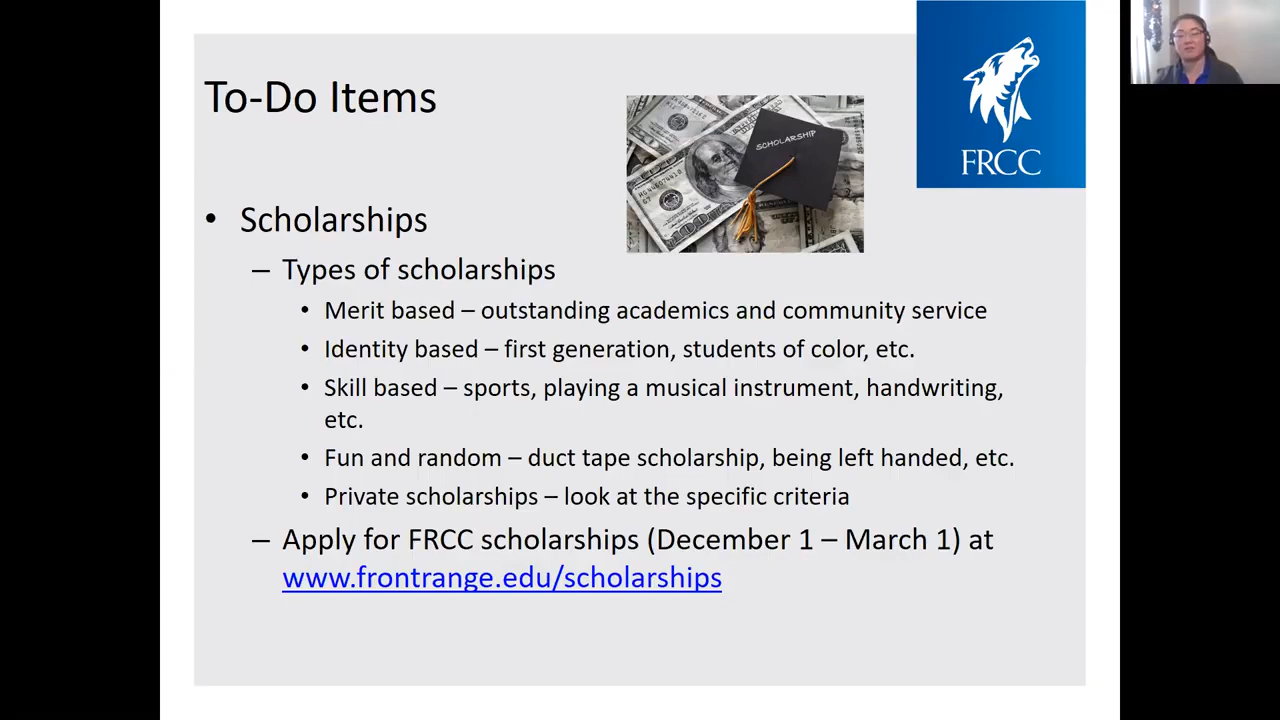 To-Do Items
SCHOLARSHIP
FRCC
• Scholarships
– Types of scholarships
• Merit based – outstanding academics and community service
• Identity based – first generation, students of color, etc.
• Skill based – sports, playing a musical instrument, handwriting,
etc.
• Fun and random – duct tape scholarship, being left handed, etc.
• Private scholarships – look at the specific criteria
– Apply for FRCC scholarships (December 1 – March 1) at
www.frontrange.edu/scholarships